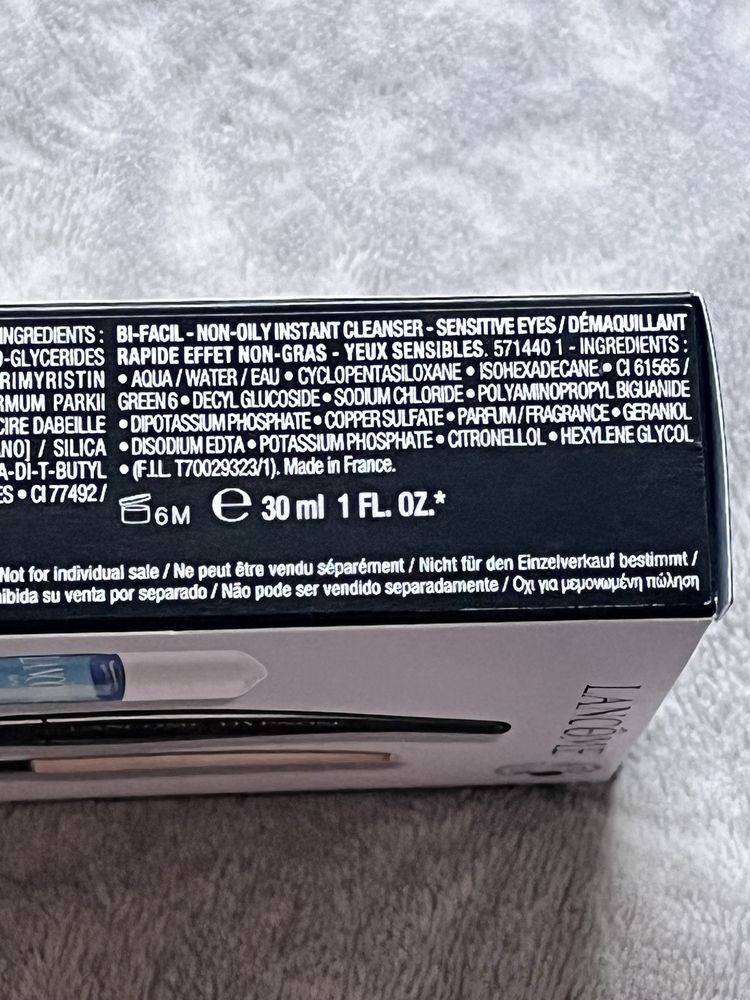 INGREDIENTS :
O-GLYCERIDES
RIMYRISTIN
RMUM PARKII
CIRE DABEILLE
ANO] / SILICA
A-DI-T-BUTYL
ES • CI 77492 /
BI-FACIL - NON-OILY INSTANT CLEANSER - SENSITIVE EYES / DÉMAQUILLANT
RAPIDE EFFET NON-GRAS - YEUX SENSIBLES. 571440 1 - INGREDIENTS :
• AQUA / WATER / EAU • CYCLOPENTASILOXANE • ISOHEXADECANE • CI 61565 /
GREEN 6 • DECYL GLUCOSIDE • SODIUM CHLORIDE • POLYAMINOPROPYL BIGUANIDE
• DIPOTASSIUM PHOSPHATE • COPPER SULFATE • PARFUM / FRAGRANCE • GERANIOL
• DISODIUM EDTA • POTASSIUM PHOSPHATE • CITRONELLOL • HEXYLENE GLYCOL
• (F.I.L. T70029323/1). Made in France.
6M ℮ 30 ml 1 FL. OZ.*
Not for individual sale / Ne peut être vendu séparément / Nicht für den Einzelverkauf bestimmt /
ibida su venta por separado / Não pode ser vendido separadamente / Οχι για μεμονωμένη πώληση
LANCÔME